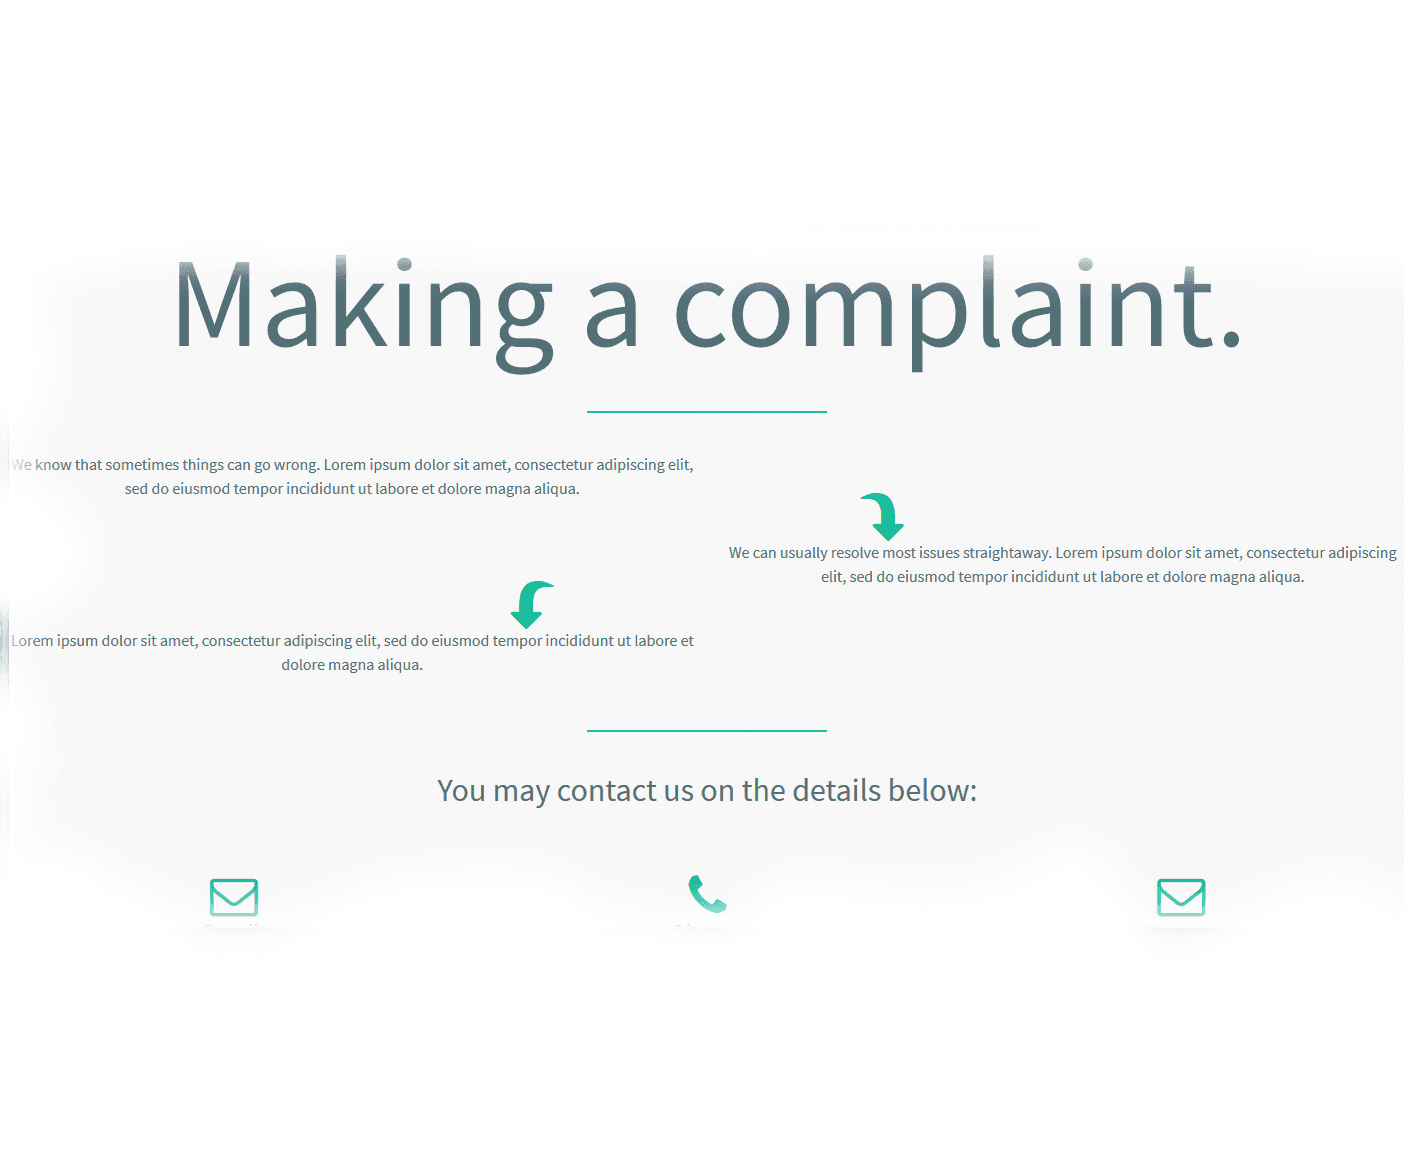 Making a complaint.
We know that sometimes things can go wrong. Lorem ipsum dolor sit amet, consectetur adipiscing elit,
sed do eiusmod tempor incididunt ut labore et dolore magna aliqua.
We can usually resolve most issues straightaway. Lorem ipsum dolor sit amet, consectetur adipiscing
elit, sed do eiusmod tempor incididunt ut labore et dolore magna aliqua.
Lorem ipsum dolor sit amet, consectetur adipiscing elit, sed do eiusmod tempor incididunt ut labore et
dolore magna aliqua.
You may contact us on the details below: